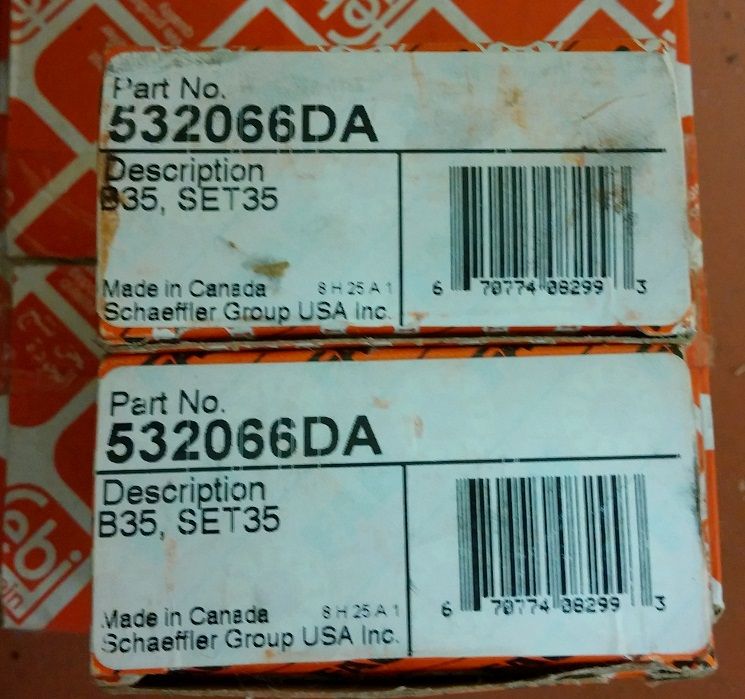 Part No.
532066DA
Description
B35, SET35
Made in Canada 8 H 25 A 1
Schaeffler Group USA Inc.
6 70774 08299 3
Part No.
532066DA
Description
B35, SET35
Made in Canada 8 H 25 A 1
Schaeffler Group USA Inc.
6 70774 08299 3
febi